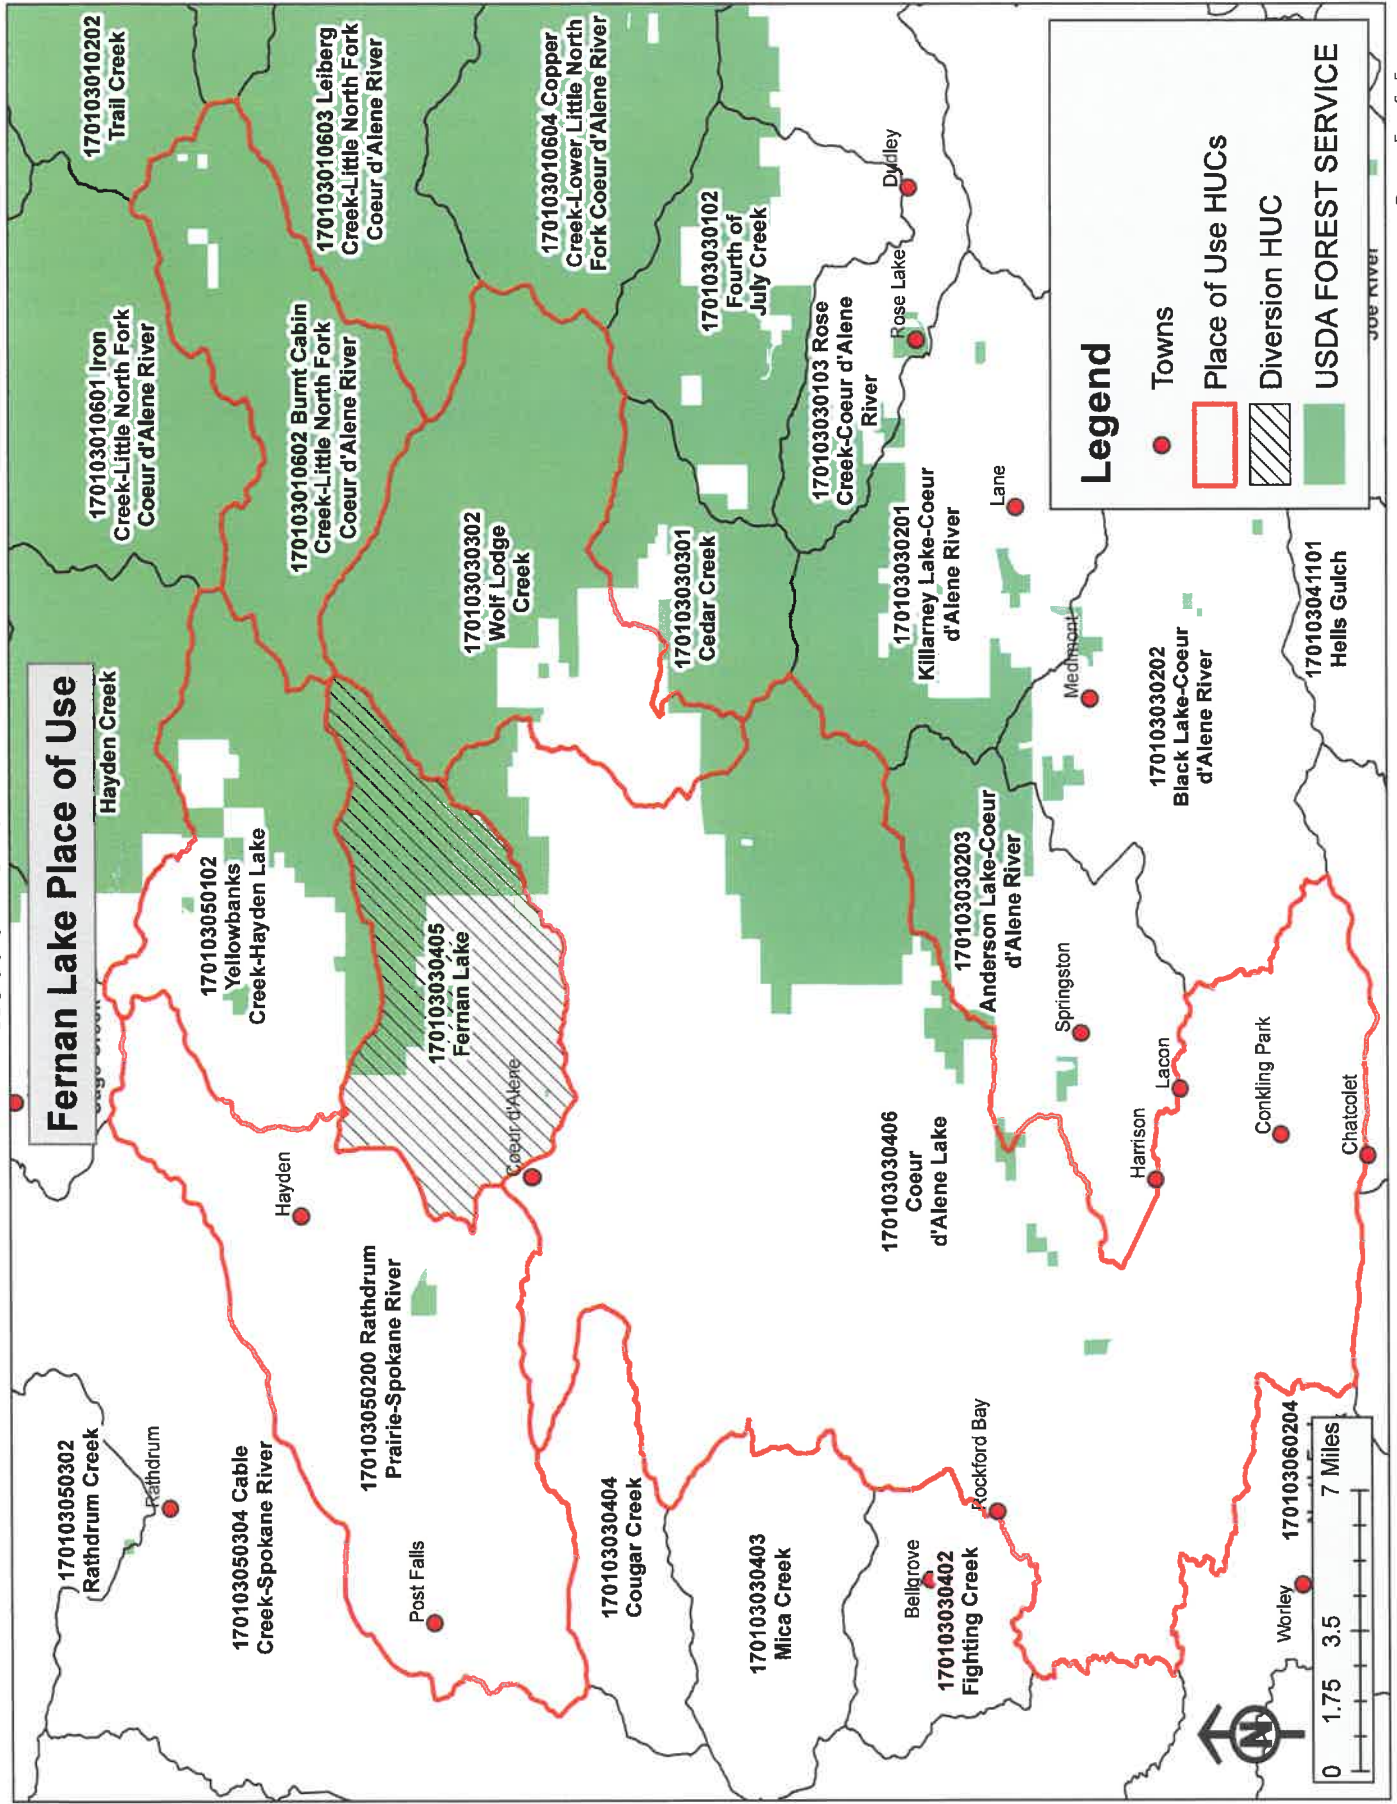 Fernan Lake Place of Use
Hayden Creek
170103010202
Trail Creek
170103010601 Iron
Creek-Little North Fork
Coeur d'Alene River
170103010603 Leiberg
Creek-Little North Fork
Coeur d'Alene River
170103010602 Burnt Cabin
Creek-Little North Fork
Coeur d'Alene River
170103010604 Copper
Creek-Lower Little North
Fork Coeur d'Alene River
170103050302
Rathdrum Creek
Rathdrum
170103050304 Cable
Creek-Spokane River
170103050102
Yellowbanks
Creek-Hayden Lake
Hayden
170103050200 Rathdrum
Prairie-Spokane River
Post Falls
170103030405
Fernan Lake
Coeur d'Alene
170103030302
Wolf Lodge
Creek
170103030301
Cedar Creek
170103030102
Fourth of
July Creek
Dudley
170103030103 Rose
Creek-Coeur d'Alene
River
Rose Lake
170103030404
Cougar Creek
170103030403
Mica Creek
Bellgrove
170103030402
Fighting Creek
Rockford Bay
170103030406
Coeur
d'Alene Lake
170103030201
Killarney Lake-Coeur
d'Alene River
Lane
170103030203
Anderson Lake-Coeur
d'Alene River
Springston
Medimont
170103030202
Black Lake-Coeur
d'Alene River
Harrison
Lacon
Conkling Park
Chatcolet
170103041101
Hells Gulch
170103060204
Worley
Joe River
N
0 1.75 3.5 7 Miles
Legend
Towns
Place of Use HUCs
Diversion HUC
USDA FOREST SERVICE